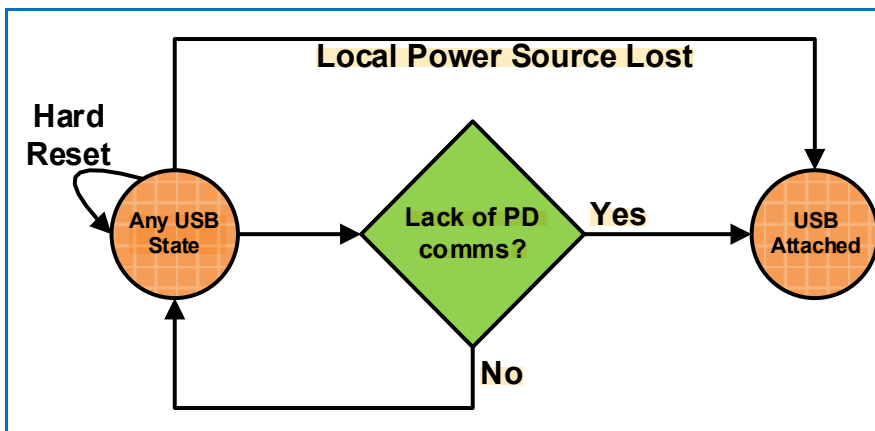 Local Power Source Lost
Hard
Reset
Any USB
State
Lack of PD
comms?
Yes
USB
Attached
No